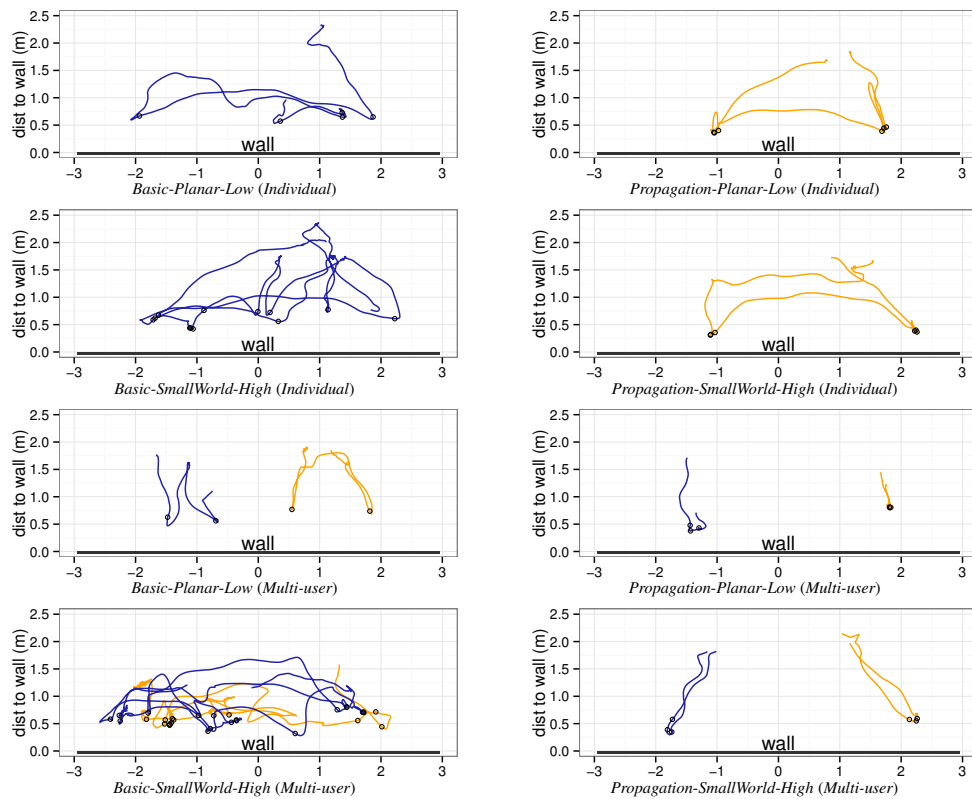 2.5
2.0
1.5
1.0
0.5
0.0
dist to wall (m)
wall
−3 −2 −1 0 1 2 3
Basic-Planar-Low (Individual)
2.5
2.0
1.5
1.0
0.5
0.0
dist to wall (m)
wall
−3 −2 −1 0 1 2 3
Propagation-Planar-Low (Individual)
2.5
2.0
1.5
1.0
0.5
0.0
dist to wall (m)
wall
−3 −2 −1 0 1 2 3
Basic-SmallWorld-High (Individual)
2.5
2.0
1.5
1.0
0.5
0.0
dist to wall (m)
wall
−3 −2 −1 0 1 2 3
Propagation-SmallWorld-High (Individual)
2.5
2.0
1.5
1.0
0.5
0.0
dist to wall (m)
wall
−3 −2 −1 0 1 2 3
Basic-Planar-Low (Multi-user)
2.5
2.0
1.5
1.0
0.5
0.0
dist to wall (m)
wall
−3 −2 −1 0 1 2 3
Propagation-Planar-Low (Multi-user)
2.5
2.0
1.5
1.0
0.5
0.0
dist to wall (m)
wall
−3 −2 −1 0 1 2 3
Basic-SmallWorld-High (Multi-user)
2.5
2.0
1.5
1.0
0.5
0.0
dist to wall (m)
wall
−3 −2 −1 0 1 2 3
Propagation-SmallWorld-High (Multi-user)